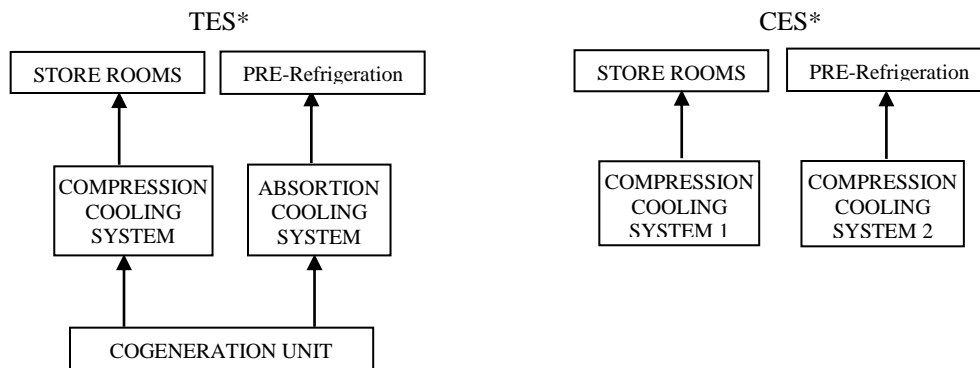 TES*
CES*
STORE ROOMS
PRE-Refrigeration
STORE ROOMS
PRE-Refrigeration
COMPRESSION
COOLING
SYSTEM
ABSORTION
COOLING
SYSTEM
COMPRESSION
COOLING
SYSTEM 1
COMPRESSION
COOLING
SYSTEM 2
COGENERATION UNIT